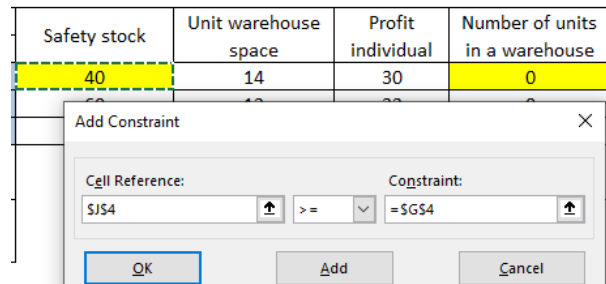 Safety stock
Unit warehouse
space
Profit
individual
Number of units
in a warehouse
40 14 30 0
Add Constraint
Cell Reference:
Constraint:
$J$4 >= =$G$4
OK Add Cancel